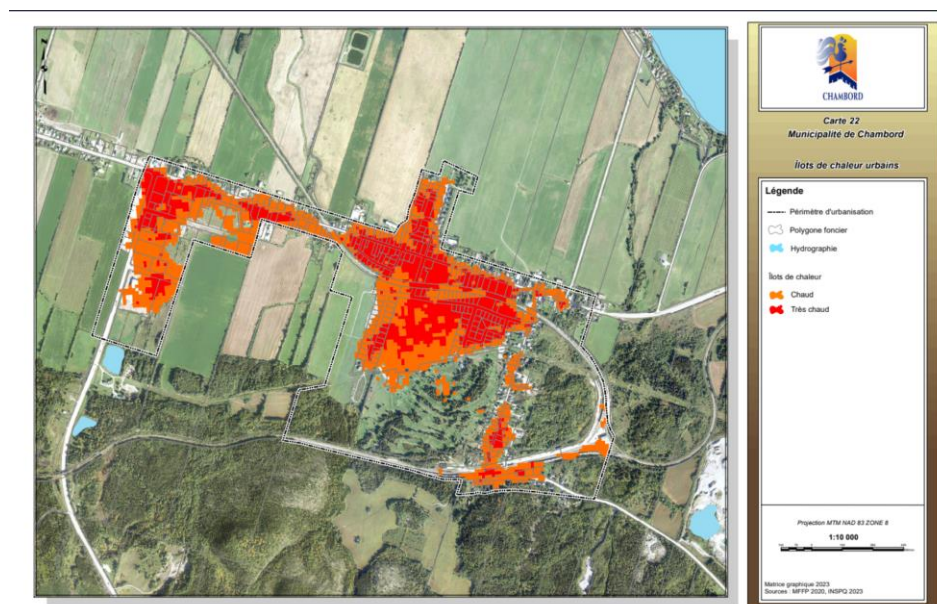 CHAMBORD
Carte 22
Municipalité de Chambord
Îlots de chaleur urbains
Légende
Périmètre d'urbanisation
Polygone foncier
Hydrographie
Îlots de chaleur
Chaud
Très chaud
Projection MTM NAD 83 ZONE 8
1:10 000
Matrice graphique 2023
Sources : MFFP 2020, INSPQ 2023